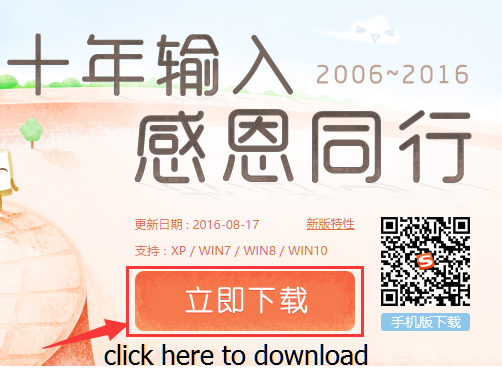 十年输入 2006~2016
感恩同行
更新日期 : 2016-08-17 新版特性
支持 : XP / WIN7 / WIN8 / WIN10
立即下载
手机版下载
click here to download